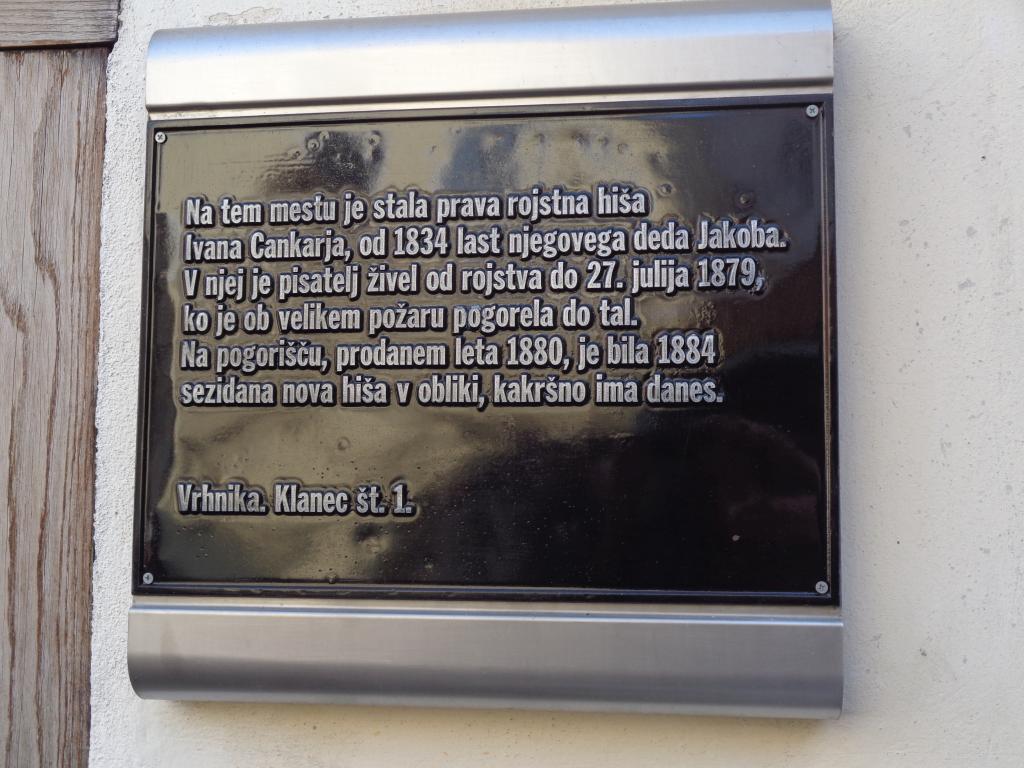 Na tem mestu je stala prava rojstna hiša
Ivana Cankarja, od 1834 last njegovega deda Jakoba.
V njej je pisatelj živel od rojstva do 27. julija 1879,
ko je ob velikem požaru pogorela do tal.
Na pogorišču, prodanem leta 1880, je bila 1884
sezidana nova hiša v obliki, kakršno ima danes.
Vrhnika. Klanec št. 1.